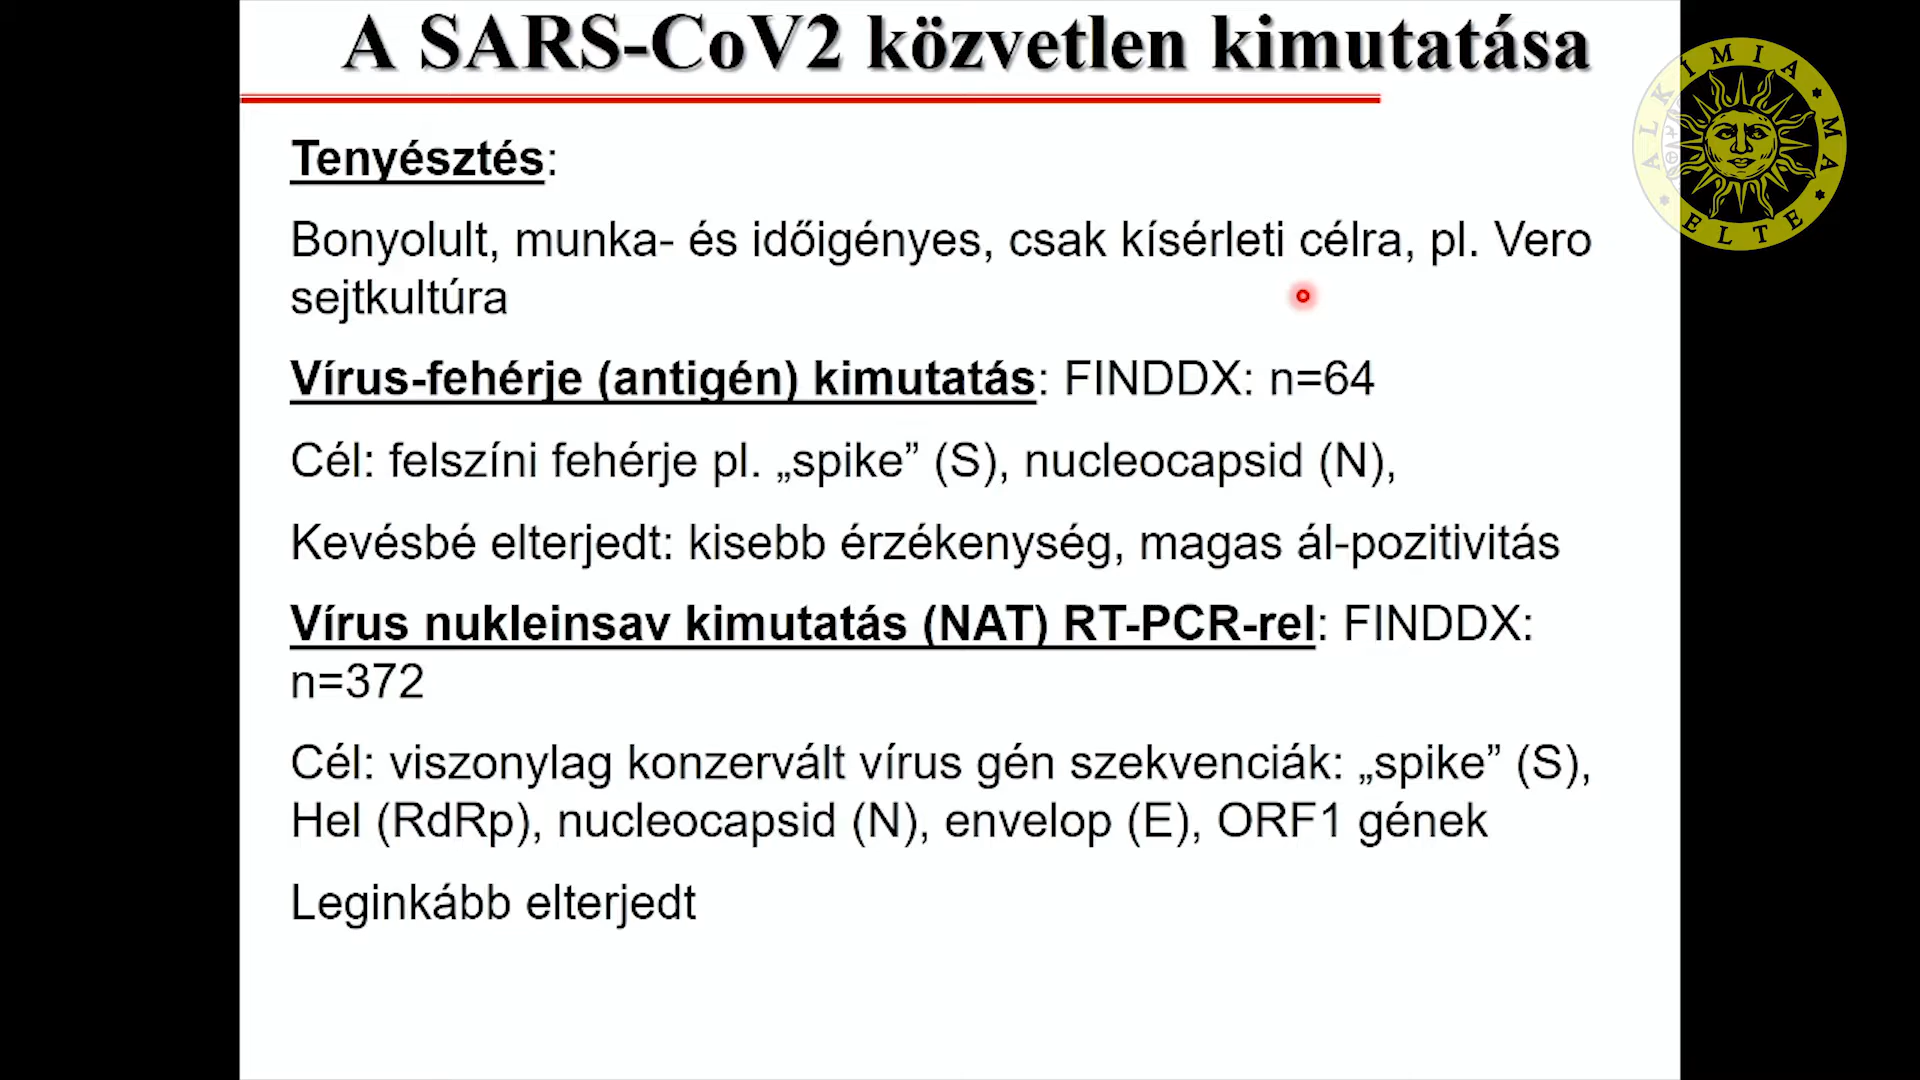 A SARS-CoV2 közvetlen kimutatása
Tenyésztés:
Bonyolult, munka- és időigényes, csak kísérleti célra, pl. Vero
sejtkultúra
Vírus-fehérje (antigén) kimutatás: FINDDX: n=64
Cél: felszíni fehérje pl. „spike” (S), nucleocapsid (N),
Kevésbé elterjedt: kisebb érzékenység, magas ál-pozitivitás
Vírus nukleinsav kimutatás (NAT) RT-PCR-rel: FINDDX:
n=372
Cél: viszonylag konzervált vírus gén szekvenciák: „spike” (S),
Hel (RdRp), nucleocapsid (N), envelop (E), ORF1 gének
Leginkább elterjedt
ALKIMIA MA
ELTE